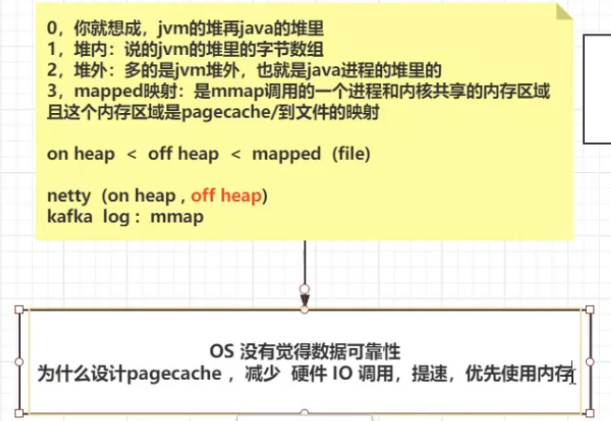 0，你就想成，jvm的堆再java的堆里
1，堆内：说的jvm的堆里的字节数组
2，堆外：多的是jvm堆外，也就是java进程的堆里的
3，mapped映射：是mmap调用的一个进程和内核共享的内存区域
且这个内存区域是pagecache/到文件的映射
on heap < off heap < mapped (file)
netty (on heap , off heap)
kafka log : mmap
OS 没有觉得数据可靠性
为什么设计pagecache ，减少 硬件 IO 调用，提速，优先使用内存